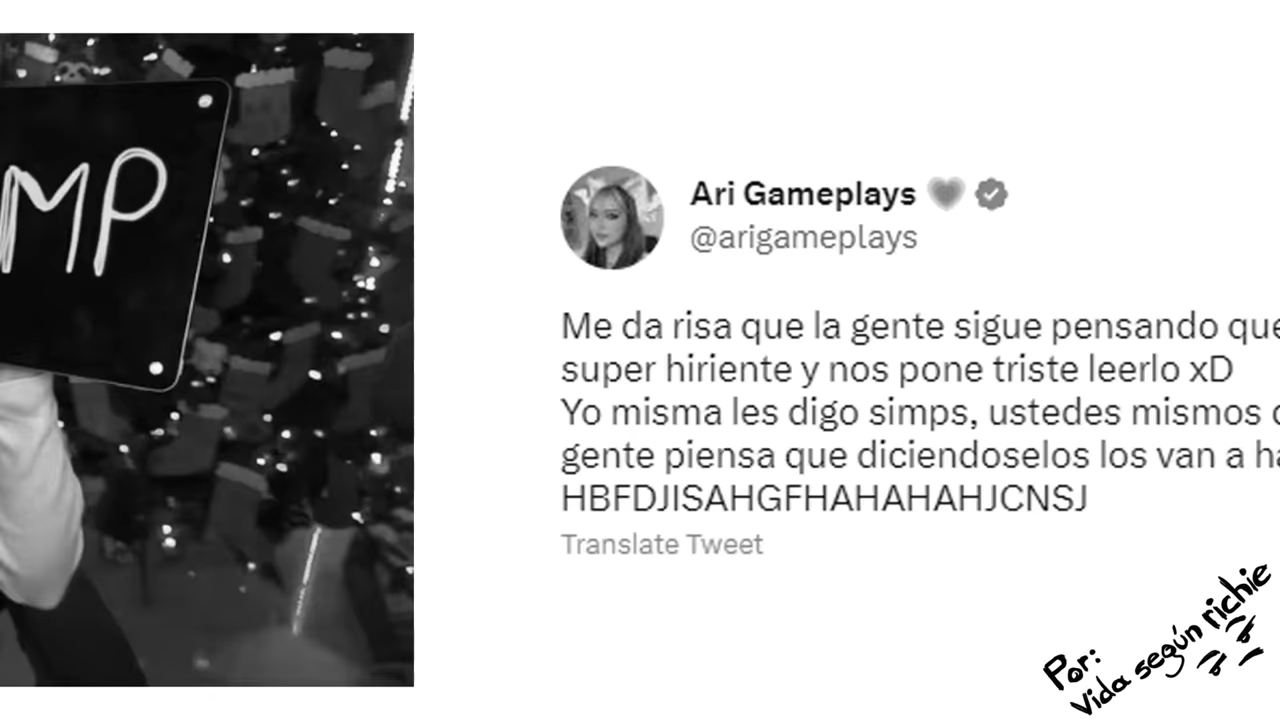 MP
Ari Gameplays
@arigameplays
Me da risa que la gente sigue pensando que
super hiriente y nos pone triste leerlo xD
Yo misma les digo simps, ustedes mismos
gente piensa que diciendoselos los van a
HBFDJISAHGFHAHAHAHJCNSJ
Translate Tweet
Por:
Vida según richie